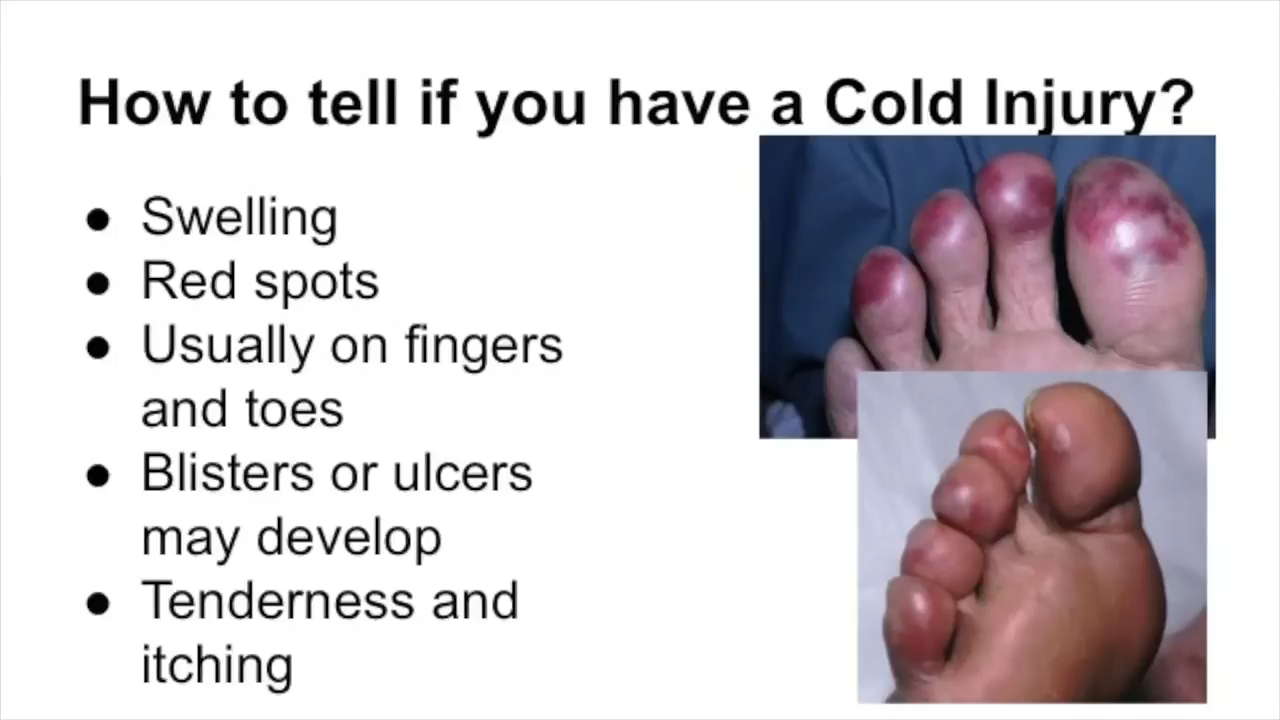 How to tell if you have a Cold Injury?
● Swelling
● Red spots
● Usually on fingers
and toes
● Blisters or ulcers
may develop
● Tenderness and
itching